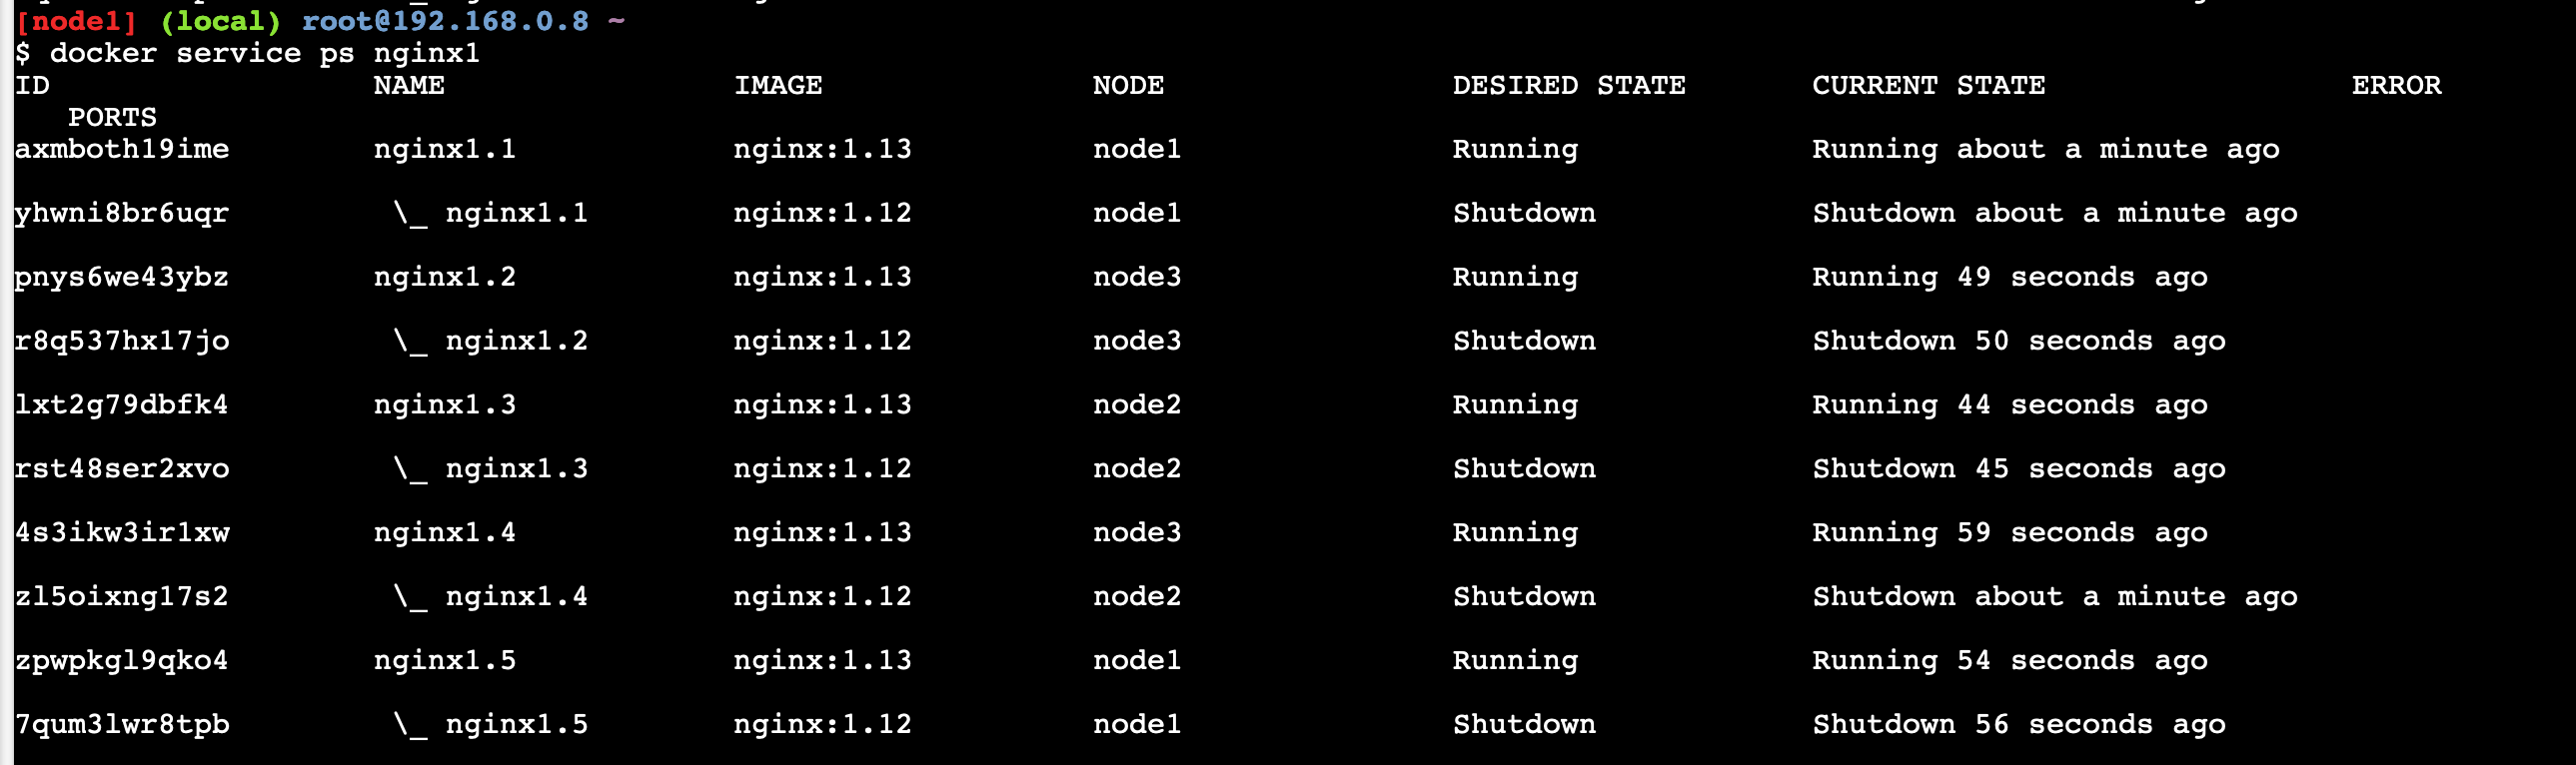 [node1] (local) root@192.168.0.8 ~
$ docker service ps nginx1
ID                  NAME                IMAGE               NODE                DESIRED STATE       CURRENT STATE                 ERROR
   PORTS
axmboth19ime        nginx1.1            nginx:1.13          node1               Running             Running about a minute ago
yhwni8br6uqr         \_ nginx1.1        nginx:1.12          node1               Shutdown            Shutdown about a minute ago
pnys6we43ybz        nginx1.2            nginx:1.13          node3               Running             Running 49 seconds ago
r8q537hx17jo         \_ nginx1.2        nginx:1.12          node3               Shutdown            Shutdown 50 seconds ago
lxt2g79dbfk4        nginx1.3            nginx:1.13          node2               Running             Running 44 seconds ago
rst48ser2xvo         \_ nginx1.3        nginx:1.12          node2               Shutdown            Shutdown 45 seconds ago
4s3ikw3ir1xw        nginx1.4            nginx:1.13          node3               Running             Running 59 seconds ago
zl5oixng17s2         \_ nginx1.4        nginx:1.12          node2               Shutdown            Shutdown about a minute ago
zpwpkgl9qko4        nginx1.5            nginx:1.13          node1               Running             Running 54 seconds ago
7qum3lwr8tpb         \_ nginx1.5        nginx:1.12          node1               Shutdown            Shutdown 56 seconds ago